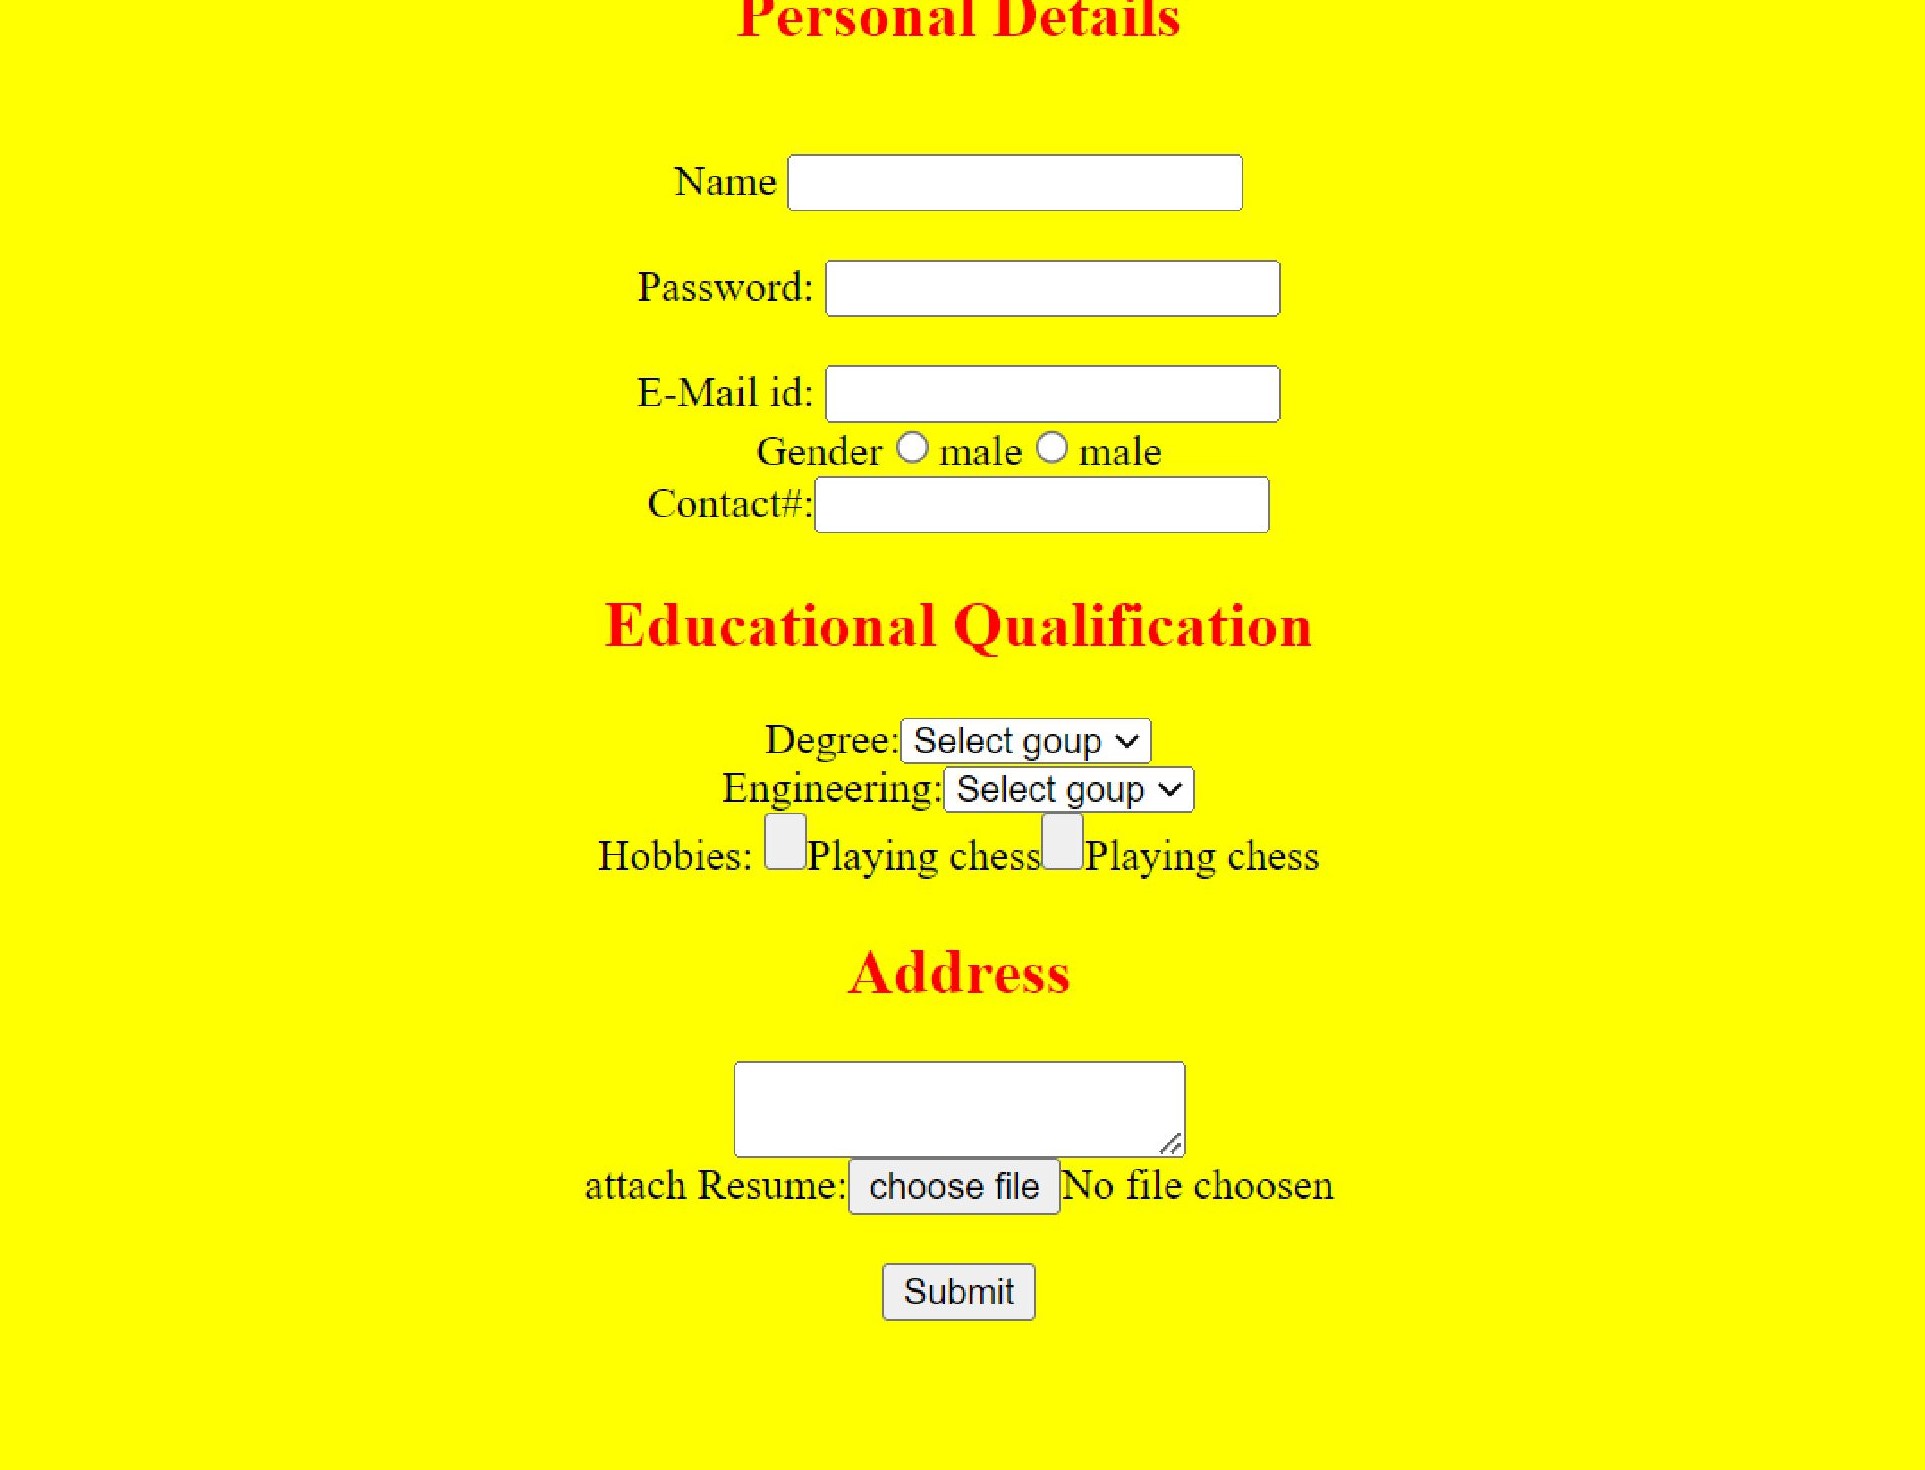 Personal Details
Name
Password:
E-Mail id:
Gender male male
Contact#:
Educational Qualification
Degree: Select goup
Engineering: Select goup
Hobbies: Playing chess Playing chess
Address
attach Resume: choose file No file choosen
Submit